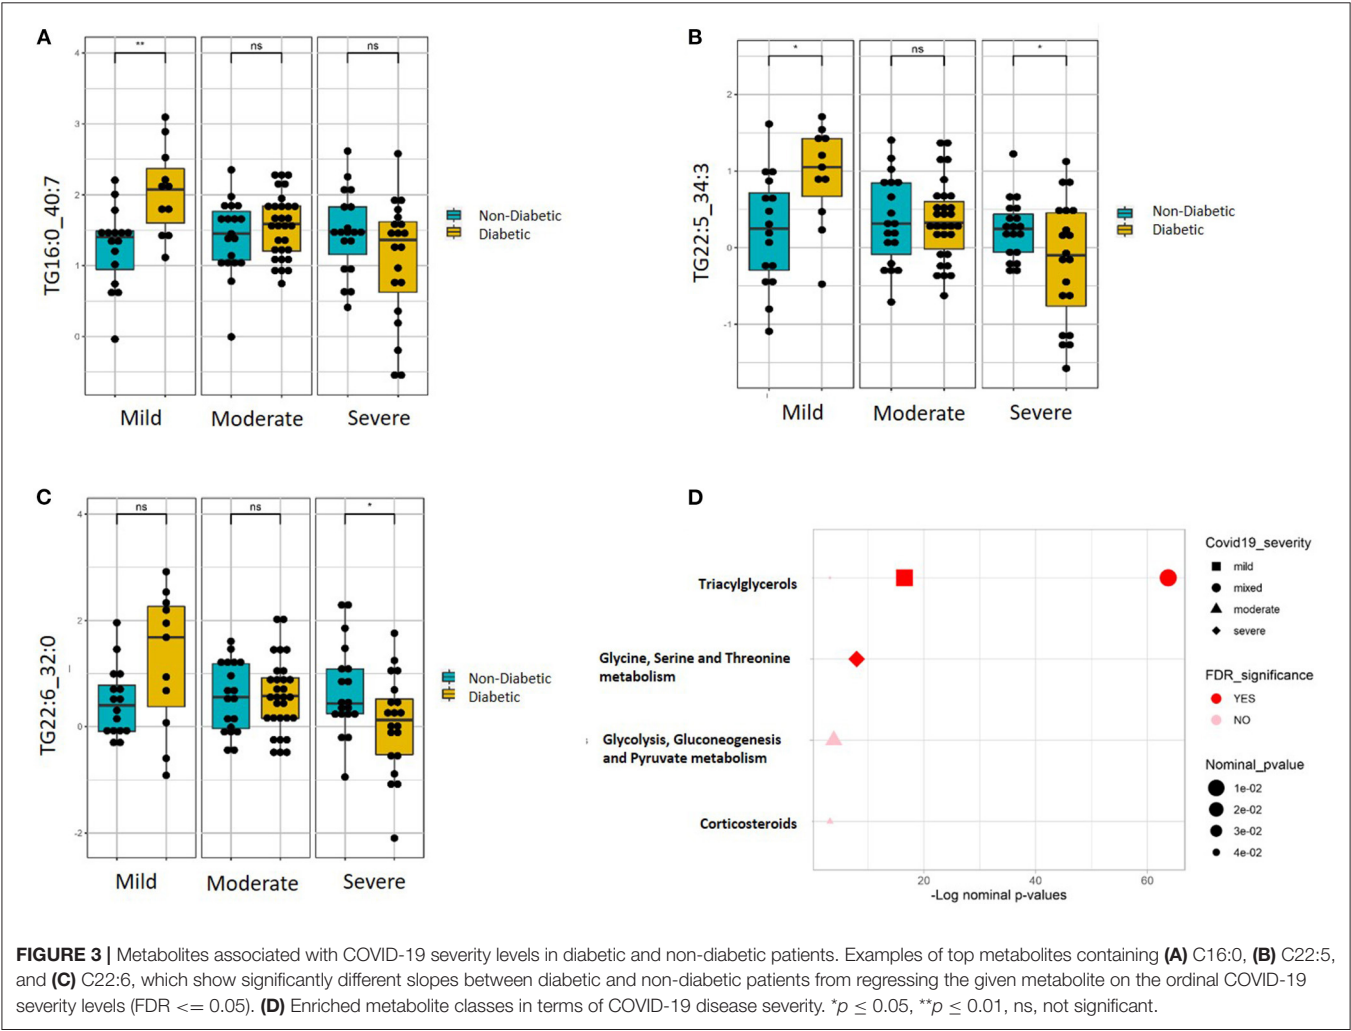 A
**
ns
ns
4
3
2
1
0
TG16:0_40:7
Mild
Moderate
Severe
Non-Diabetic
Diabetic
B
*
ns
*
2
1
0
-1
TG22:5_34:3
Mild
Moderate
Severe
Non-Diabetic
Diabetic
C
ns
ns
*
4
2
1
0
-2
TG22:6_32:0
Mild
Moderate
Severe
Non-Diabetic
Diabetic
D
Triacylglycerols
Glycine, Serine and Threonine
metabolism
Glycolysis, Gluconeogenesis
and Pyruvate metabolism
Corticosteroids
20
40
60
-Log nominal p-values
Covid19_severity
mild
mixed
moderate
severe
FDR_significance
YES
NO
Nominal_pvalue
1e-02
2e-02
3e-02
4e-02
FIGURE 3 | Metabolites associated with COVID-19 severity levels in diabetic and non-diabetic patients. Examples of top metabolites containing (A) C16:0, (B) C22:5,
and (C) C22:6, which show significantly different slopes between diabetic and non-diabetic patients from regressing the given metabolite on the ordinal COVID-19
severity levels (FDR <= 0.05). (D) Enriched metabolite classes in terms of COVID-19 disease severity. *p ≤ 0.05, **p ≤ 0.01, ns, not significant.